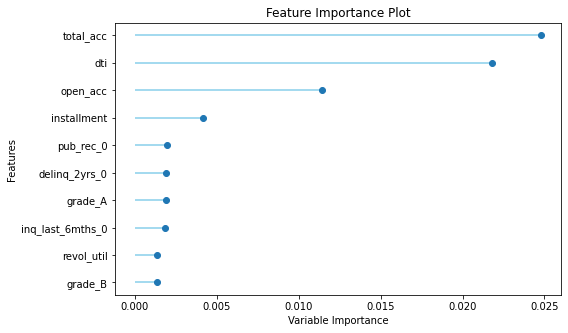 Feature Importance Plot
Features
total_acc
dti
open_acc
installment
pub_rec_0
delinq_2yrs_0
grade_A
inq_last_6mths_0
revol_util
grade_B
0.000 0.005 0.010 0.015 0.020 0.025
Variable Importance